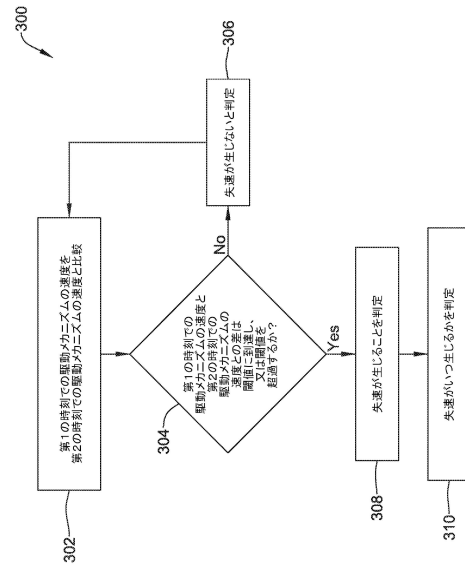 300
第1の時刻での駆動メカニズムの速度を
第2の時刻での駆動メカニズムの速度と比較
302
第1の時刻での
駆動メカニズムの速度と
第2の時刻での
駆動メカニズムの
速度との差は
閾値に到達し、
又は閾値を
超過するか?
304
No
失速が生じないと判定
306
Yes
失速が生じることを判定
308
失速がいつ生じるかを判定
310